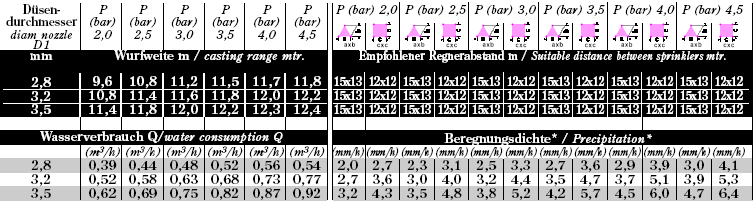 Düsen- P P P P P P P (bar) 2,0 P (bar) 2,5 P (bar) 3,0 P (bar) 3,5 P (bar) 4,0 P (bar) 4,5
durchmesser (bar) (bar) (bar) (bar) (bar) (bar)
diam nozzle 2,0 2,5 3,0 3,5 4,0 4,5 axb cxc axb cxc axb cxc axb cxc axb cxc axb cxc
D1
mm Wurfweite m / casting range mtr. Empfohlener Regnerabstand m / Suitable distance between sprinklers mtr.
2,8 9,6 10,8 11,2 11,5 11,7 11,8 15x13 12x12 15x13 12x12 15x13 12x12 15x13 12x12 15x13 12x12 15x13 12x12
3,2 10,8 11,4 11,6 11,8 12,0 12,2 15x13 12x12 15x13 12x12 15x13 12x12 15x13 12x12 15x13 12x12 15x13 12x12
3,5 11,4 11,8 12,0 12,2 12,3 12,4 15x13 12x12 15x13 12x12 15x13 12x12 15x13 12x12 15x13 12x12 15x13 12x12
Wasserverbrauch Q/water consumption Q Beregnungsdichte* / Precipitation*
(m³/h) (m³/h) (m³/h) (m³/h) (m³/h) (m³/h) (mm/h) (mm/h) (mm/h) (mm/h) (mm/h) (mm/h) (mm/h) (mm/h) (mm/h) (mm/h) (mm/h) (mm/h)
2,8 0,39 0,44 0,48 0,52 0,56 0,54 2,0 2,7 2,3 3,1 2,5 3,3 2,7 3,6 2,9 3,9 3,0 4,1
3,2 0,52 0,58 0,63 0,68 0,73 0,77 2,7 3,6 3,0 4,0 3,2 4,4 3,5 4,7 3,7 5,1 3,9 5,3
3,5 0,62 0,69 0,75 0,82 0,87 0,92 3,2 4,3 3,5 4,8 3,8 5,2 4,2 5,7 4,5 6,0 4,7 6,4